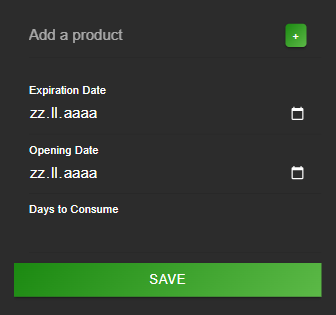 Add a product
+
Expiration Date
zz.ll.aaaa
Opening Date
zz.ll.aaaa
Days to Consume
SAVE